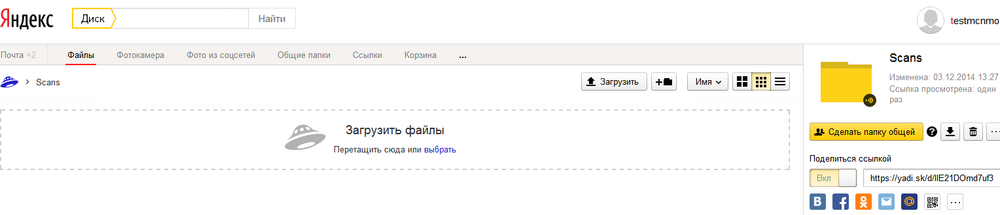 Яндекс
Диск
Найти
testmcnmo
Почта +2
Файлы
Фотокамера
Фото из соцсетей
Общие папки
Ссылки
Корзина
...
Scans
Загрузить
Имя
Загрузить файлы
Перетащить сюда или выбрать
Scans
Изменена: 03.12.2014 13:27
Ссылка просмотрена: один
раз
Сделать папку общей
Поделиться ссылкой
Вкл
https://yadi.sk/d/llE21DOmd7uf3